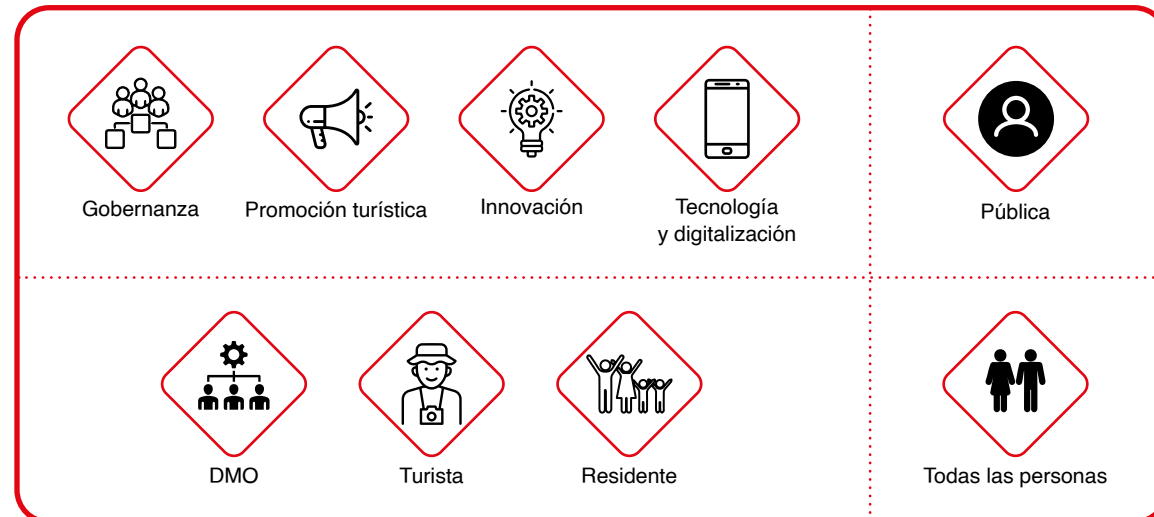 Gobernanza
Promoción turística
Innovación
Tecnología
y digitalización
Pública
DMO
Turista
Residente
Todas las personas